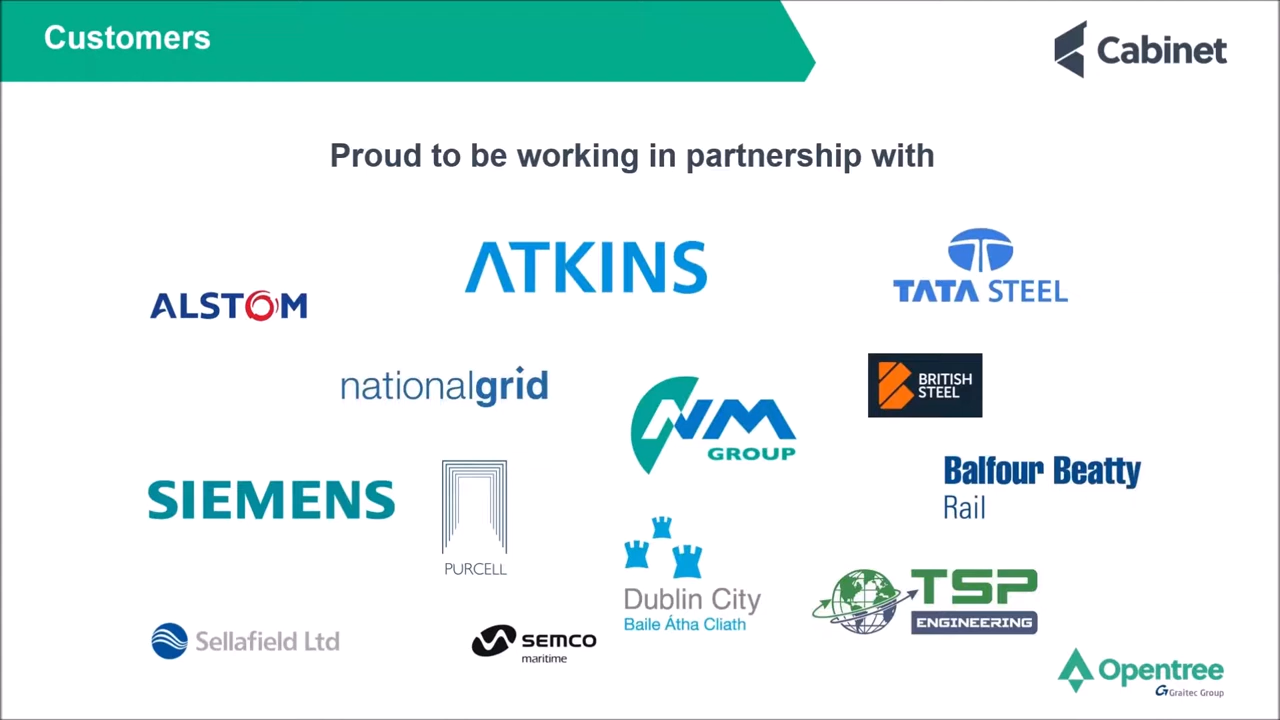 Customers
Cabinet
Proud to be working in partnership with
ATKINS
TATA STEEL
ALSTOM
nationalgrid
BRITISH
STEEL
NM
GROUP
Balfour Beatty
Rail
SIEMENS
PURCELL
Dublin City
Baile Átha Cliath
TSP
ENGINEERING
Sellafield Ltd
SEMCO
maritime
Opentree
Graitec Group